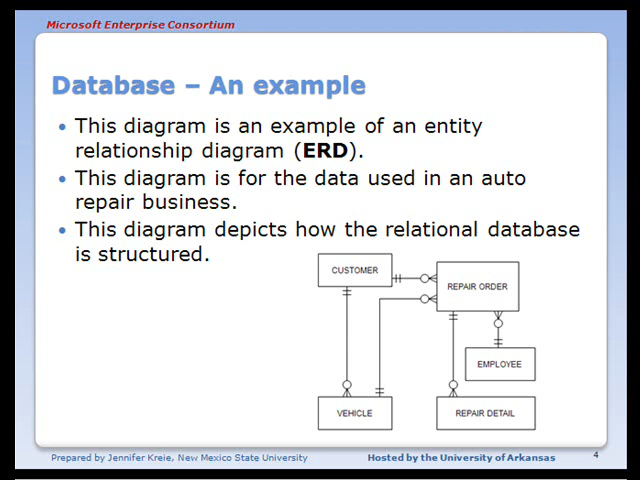 Microsoft Enterprise Consortium
Database – An example
• This diagram is an example of an entity
relationship diagram (ERD).
• This diagram is for the data used in an auto
repair business.
• This diagram depicts how the relational database
is structured.
CUSTOMER
REPAIR ORDER
EMPLOYEE
VEHICLE
REPAIR DETAIL
Prepared by Jennifer Kreie, New Mexico State University
Hosted by the University of Arkansas
4